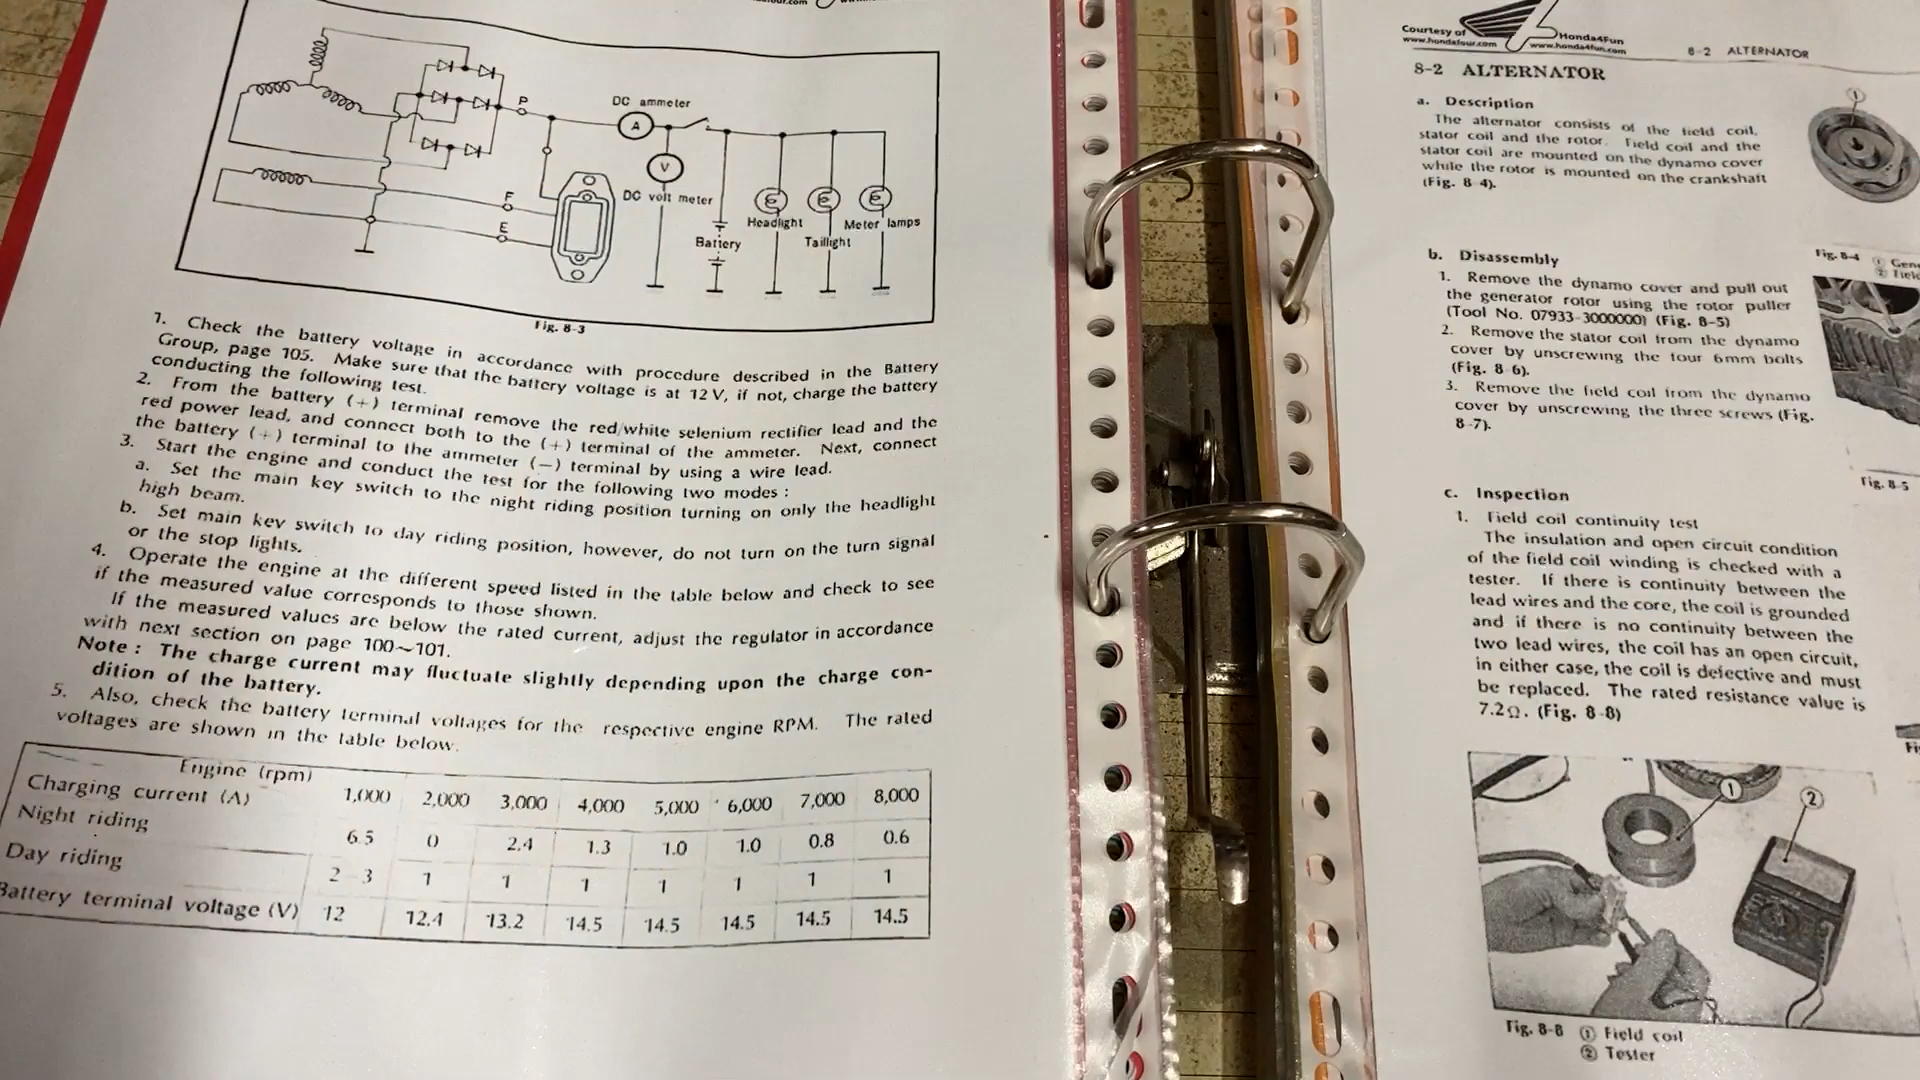 P
DC ammeter
A
V
DC volt meter
F
E
Headlight
Taillight
Meter lamps
Battery
Fig. 8-3
1. Check the battery voltage in accordance with procedure described in the Battery
Group, page 105. Make sure that the battery voltage is at 12 V, if not, charge the battery
conducting the following test.
2. From the battery (+) terminal remove the red/white selenium rectifier lead and the
red power lead, and connect both to the (+) terminal of the ammeter. Next, connect
the battery (+) terminal to the ammeter (−) terminal by using a wire lead.
3. Start the engine and conduct the test for the following two modes :
a. Set the main key switch to the night riding position turning on only the headlight
high beam.
b. Set main key switch to day riding position, however, do not turn on the turn signal
or the stop lights.
4. Operate the engine at the different speed listed in the table below and check to see
if the measured value corresponds to those shown.
If the measured values are below the rated current, adjust the regulator in accordance
with next section on page 100~101.
Note : The charge current may fluctuate slightly depending upon the charge con-
dition of the battery.
5. Also, check the battery terminal voltages for the respective engine RPM. The rated
voltages are shown in the table below.
Engine (rpm)
Charging current (A) 1,000 2,000 3,000 4,000 5,000 6,000 7,000 8,000
Night riding 6.5 0 2.4 1.3 1.0 1.0 0.8 0.6
Day riding 2 3 1 1 1 1 1 1 1
Battery terminal voltage (V) 12 12.4 13.2 14.5 14.5 14.5 14.5 14.5
Courtesy of
www.hondafour.com
Honda4Fun
www.honda4fun.com
8-2 ALTERNATOR
8-2 ALTERNATOR
a. Description
The alternator consists of the field coil,
stator coil and the rotor. Field coil and the
stator coil are mounted on the dynamo cover
while the rotor is mounted on the crankshaft
(Fig. 8 4).
1
Fig. 8-4 ①
②
b. Disassembly
1. Remove the dynamo cover and pull out
the generator rotor using the rotor puller
(Tool No. 07933-3000000) (Fig. 8-5)
2. Remove the stator coil from the dynamo
cover by unscrewing the four 6mm bolts
(Fig. 8 6).
3. Remove the field coil from the dynamo
cover by unscrewing the three screws (Fig.
8-7).
Fig. 8-5
c. Inspection
1. Field coil continuity test
The insulation and open circuit condition
of the field coil winding is checked with a
tester. If there is continuity between the
lead wires and the core, the coil is grounded
and if there is no continuity between the
two lead wires, the coil has an open circuit,
in either case, the coil is defective and must
be replaced. The rated resistance value is
7.2Ω. (Fig. 8-8)
1
2
Fig. 8-8 ① Field coil
② Tester